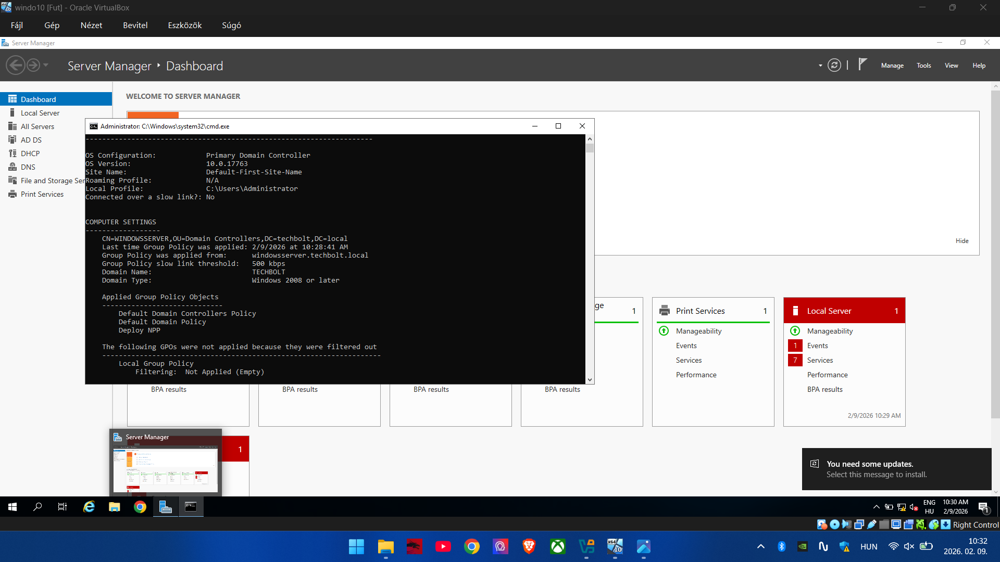 windo10 [Fut] - Oracle VirtualBox
Fájl Gép Nézet Bevitel Eszközök Súgó
Server Manager
Server Manager Dashboard
Manage Tools View Help
Dashboard
Local Server
All Servers
AD DS
DHCP
DNS
File and Storage Ser
Print Services
WELCOME TO SERVER MANAGER
Hide
Administrator: C:\Windows\system32\cmd.exe
---------------------------------------------------------------------
OS Configuration: Primary Domain Controller
OS Version: 10.0.17763
Site Name: Default-First-Site-Name
Roaming Profile: N/A
Local Profile: C:\Users\Administrator
Connected over a slow link?: No
COMPUTER SETTINGS
------------------
CN=WINDOWSSERVER,OU=Domain Controllers,DC=techbolt,DC=local
Last time Group Policy was applied: 2/9/2026 at 10:28:41 AM
Group Policy was applied from: windowsserver.techbolt.local
Group Policy slow link threshold: 500 kbps
Domain Name: TECHBOLT
Domain Type: Windows 2008 or later
Applied Group Policy Objects
-----------------------------
Default Domain Controllers Policy
Default Domain Policy
Deploy NPP
The following GPOs were not applied because they were filtered out
-------------------------------------------------------------------
Local Group Policy
Filtering: Not Applied (Empty)
BPA results
BPA results
BPA results
ge 1
BPA results
Print Services 1
Manageability
Events
Services
Performance
Local Server 1
Manageability
1 Events
7 Services
Performance
BPA results
2/9/2026 10:29 AM
1
Server Manager
You need some updates.
Select this message to install.
ENG
HU
10:30 AM
2/9/2026
1
Right Control
x64
10
HUN
10:32
2026. 02. 09.